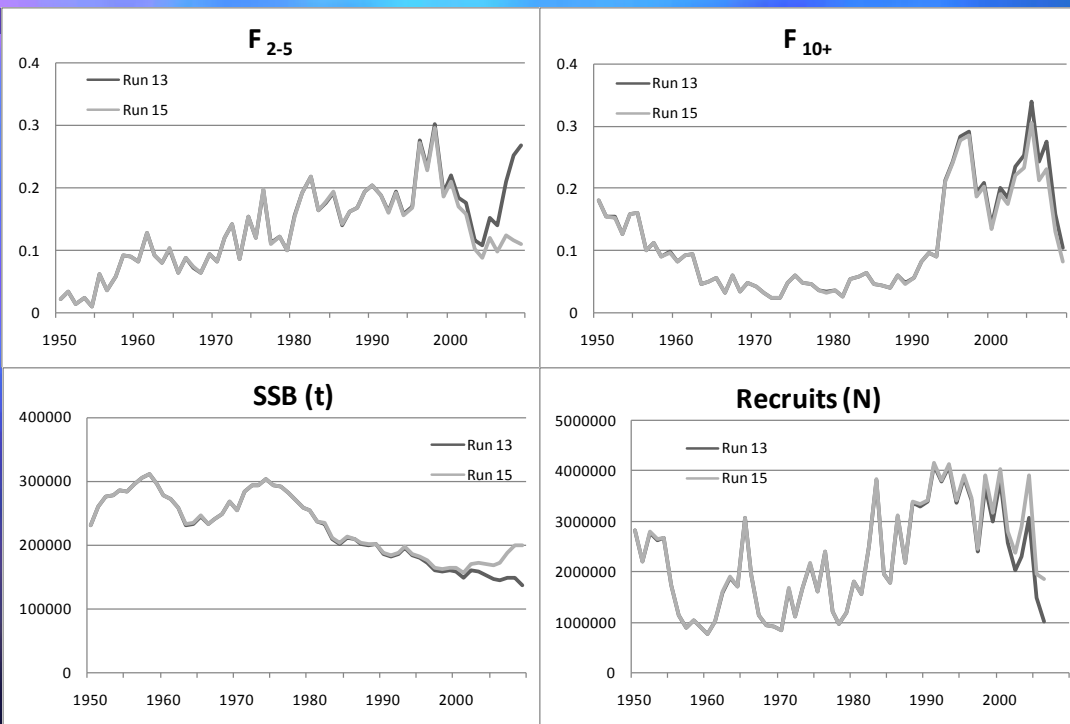 F 2-5
0.4
0.3
0.2
0.1
0
Run 13
Run 15
1950 1960 1970 1980 1990 2000
F 10+
0.4
0.3
0.2
0.1
0
Run 13
Run 15
1950 1960 1970 1980 1990 2000
SSB (t)
400000
300000
200000
100000
0
Run 13
Run 15
1950 1960 1970 1980 1990 2000
Recruits (N)
5000000
4000000
3000000
2000000
1000000
0
Run 13
Run 15
1950 1960 1970 1980 1990 2000